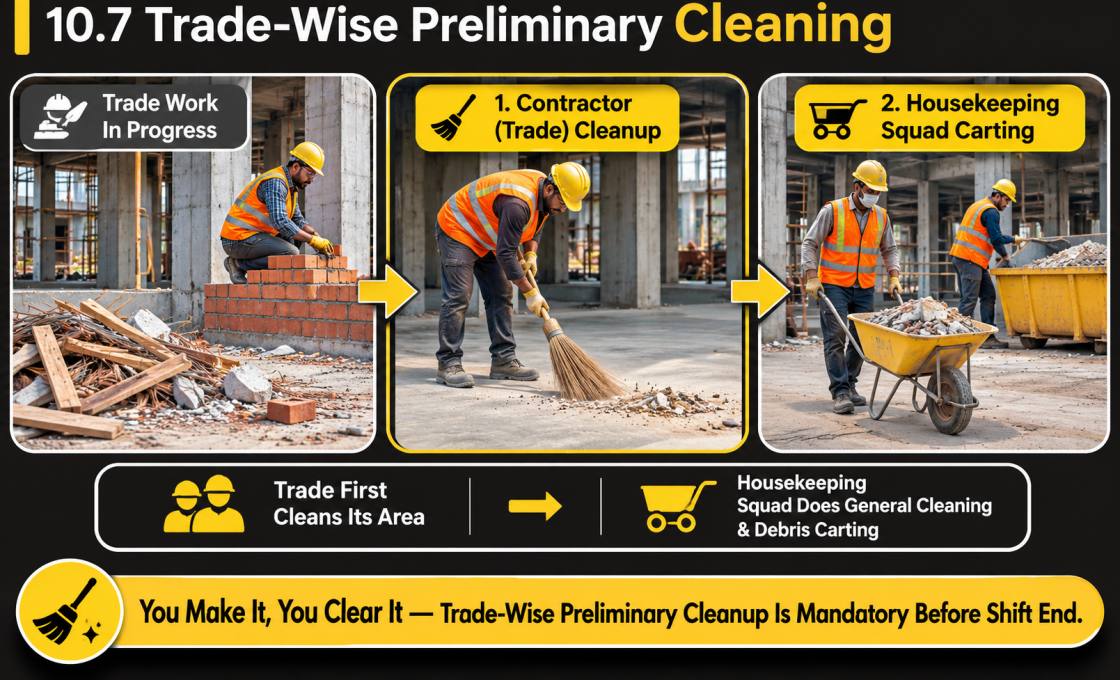 10.7 Trade-Wise Preliminary Cleaning
Trade Work
In Progress
1. Contractor
(Trade) Cleanup
2. Housekeeping
Squad Carting
Trade First
Cleans Its Area
Housekeeping
Squad Does General Cleaning
& Debris Carting
You Make It, You Clear It — Trade-Wise Preliminary Cleanup Is Mandatory Before Shift End.